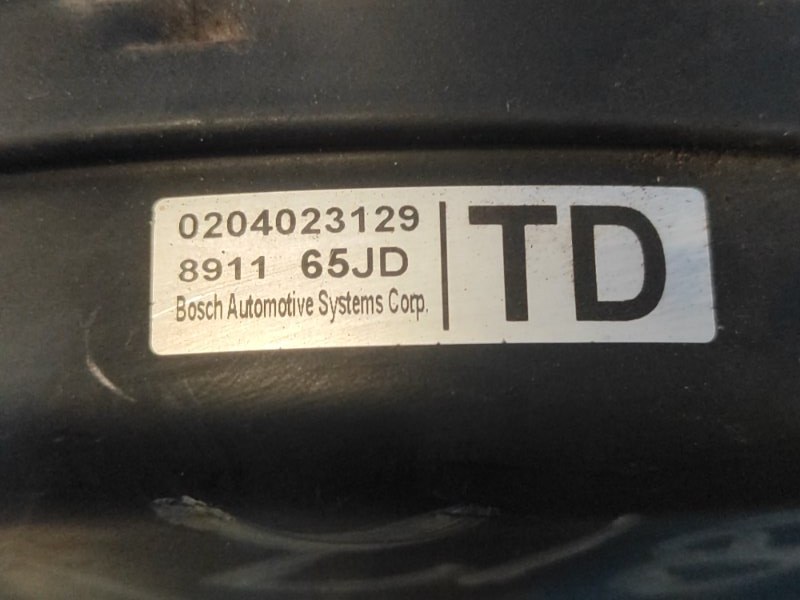 0204023129
8911 65JD
Bosch Automotive Systems Corp.
TD